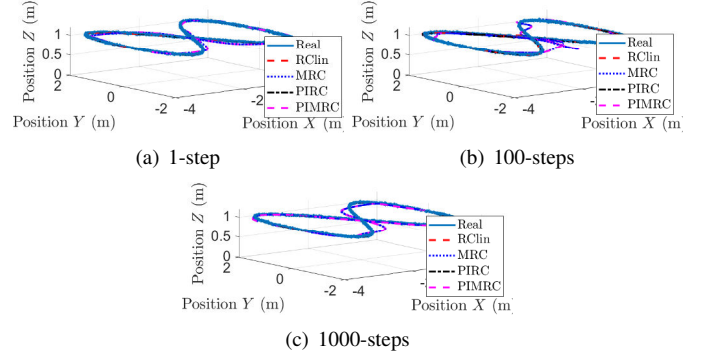 Position Z (m)
1
0.5
0
2
0
-2
-4
-2
Position Y (m)
Position X (m)
Real
RClin
MRC
PIRC
PIMRC
(a) 1-step
Position Z (m)
1
0.5
0
2
0
-2
-4
-2
Position Y (m)
Position X (m)
Real
RClin
MRC
PIRC
PIMRC
(b) 100-steps
Position Z (m)
1
0.5
0
2
0
-2
-4
Position Y (m)
Position X (m)
Real
RClin
MRC
PIRC
PIMRC
(c) 1000-steps